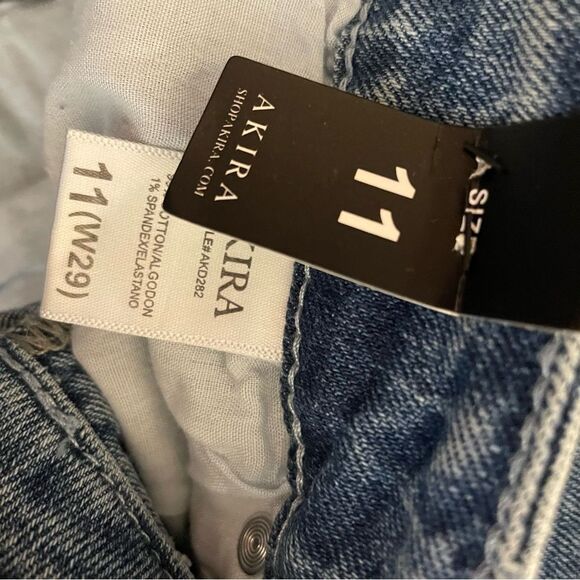 AKIRA
SHOPAKIRA.COM
11
SIZE
11(W29)
COTTON/ALGODON
1% SPANDEX/ELASTANO
KIRA
LE#AKD282